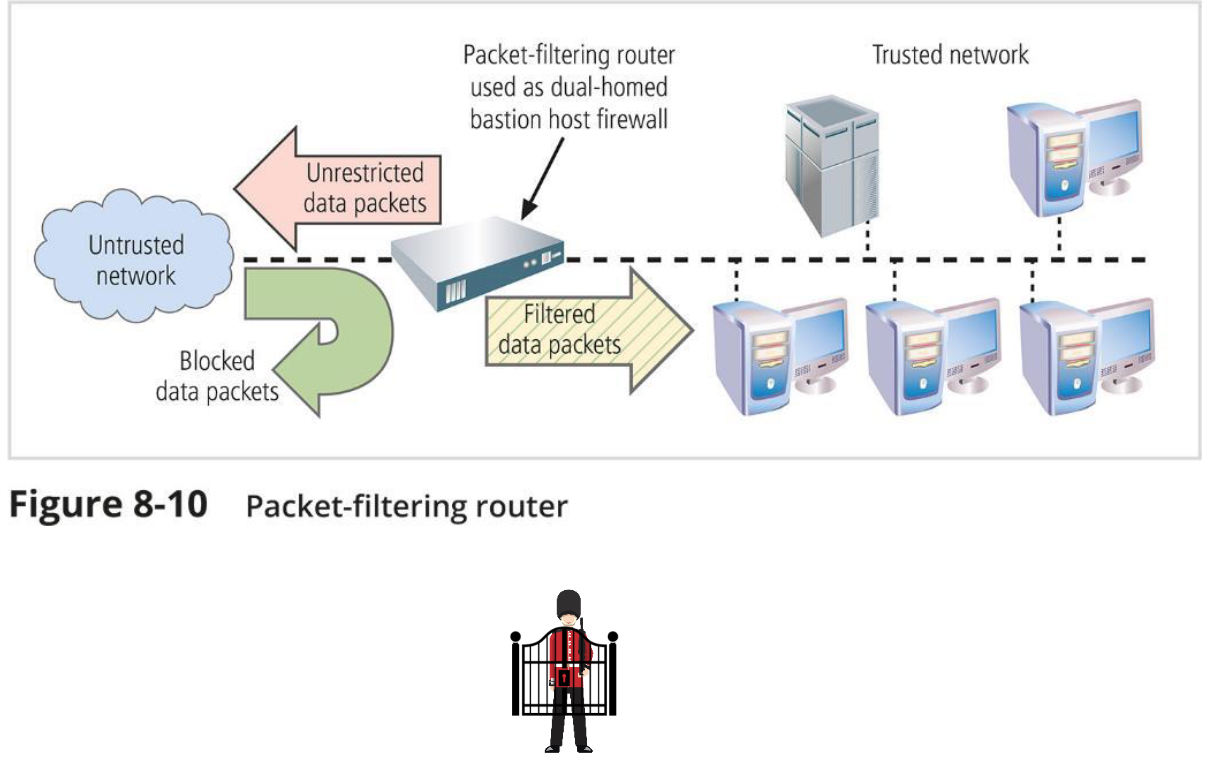 Packet-filtering router
used as dual-homed
bastion host firewall
Trusted network
Unrestricted
data packets
Untrusted
network
Filtered
data packets
Blocked
data packets
Figure 8-10 Packet-filtering router